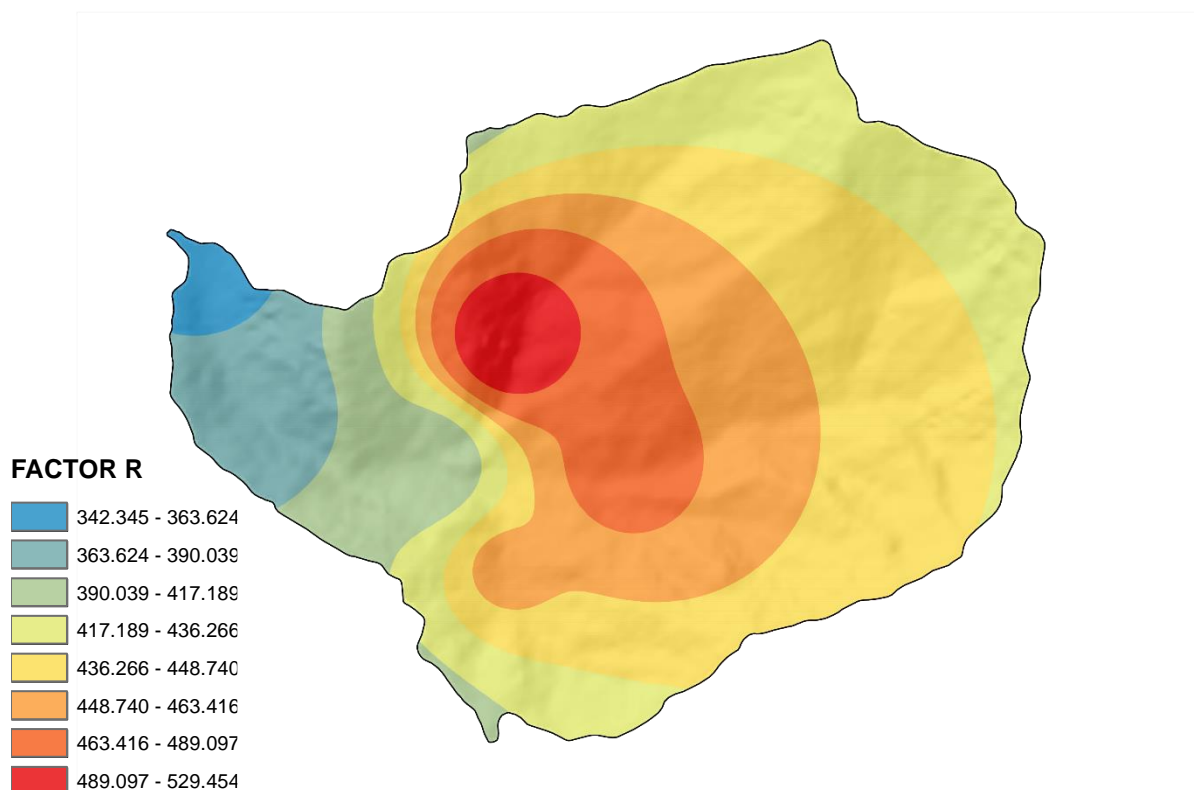 FACTOR R
342.345 - 363.624
363.624 - 390.039
390.039 - 417.189
417.189 - 436.266
436.266 - 448.740
448.740 - 463.416
463.416 - 489.097
489.097 - 529.454